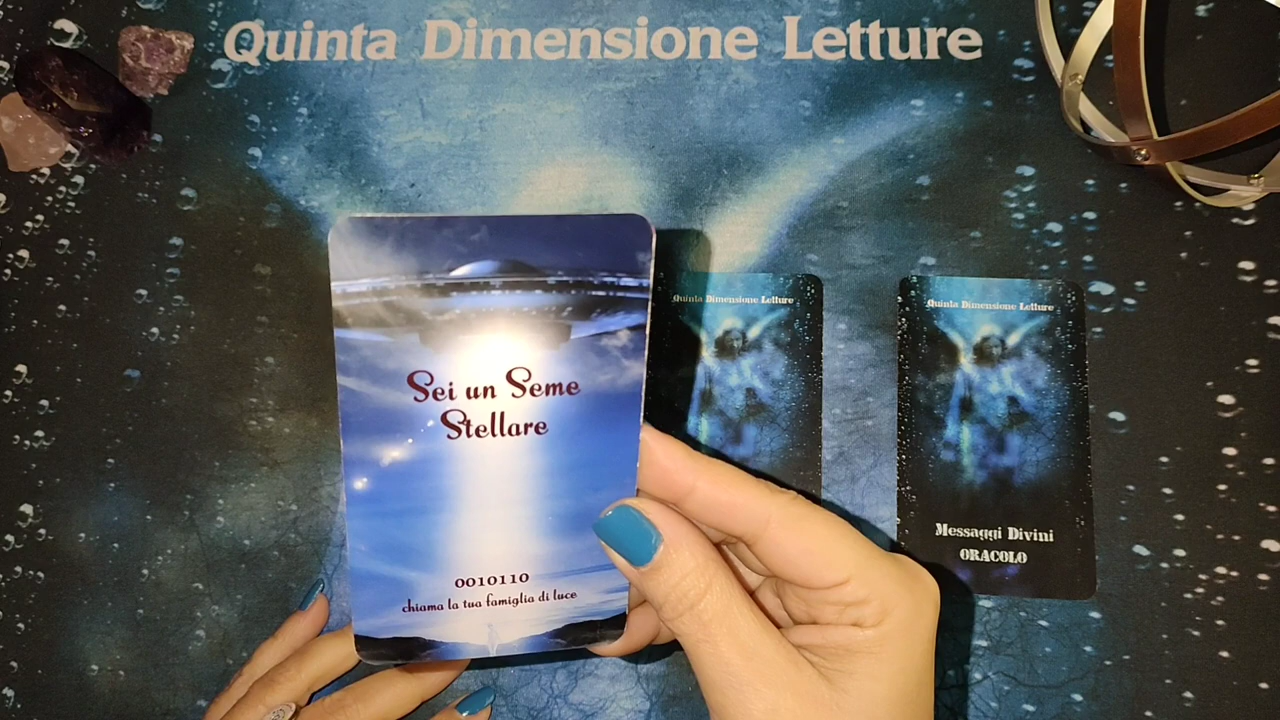 Quinta Dimensione Letture
Sei un Seme
Stellare
0010110
chiama la tua famiglia di luce
Quinta Dimensione Letture
Quinta Dimensione Letture
Messaggi Divini
ORACOLO